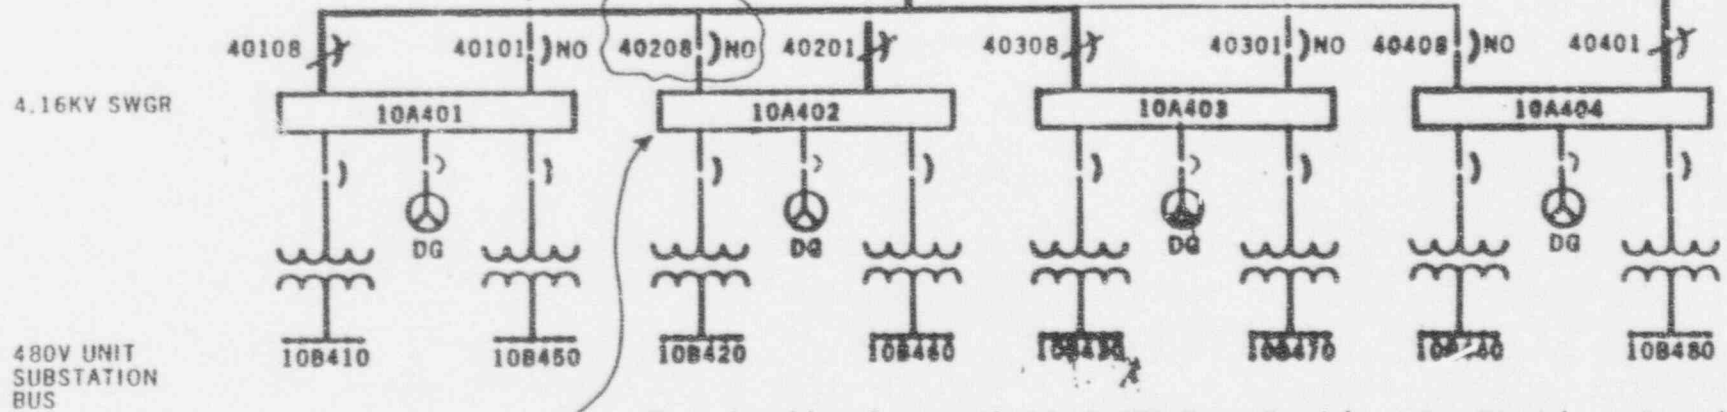 40108 40101 NO 40208 NO 40201 40308 40301 NO 40408 NO 40401
4.16KV SWGR
10A401 10A402 10A403 10A404
DG DG DG DG
480V UNIT
SUBSTATION
BUS
10B410 10B450 10B420 10B460 10B470 10B480